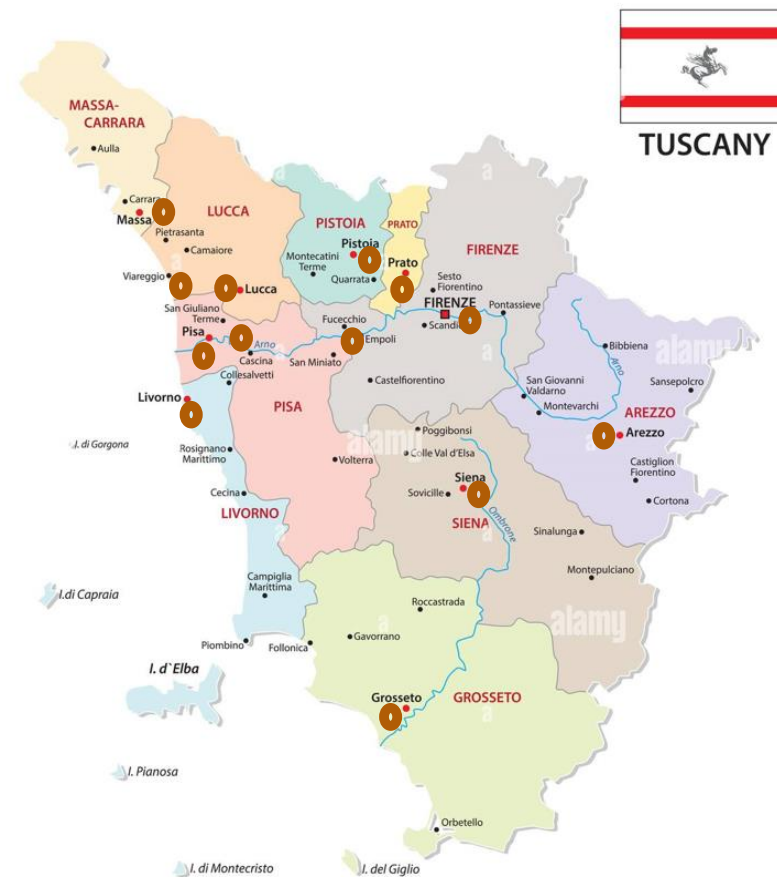 TUSCANY
MASSA-
CARRARA
Aulla
Carrara
Massa
Pietrasanta
LUCCA
Camaiore
Viareggio
Lucca
PISTOIA
Pistoia
Montecatini
Terme
Quarrata
PRATO
Prato
FIRENZE
Sesto
Fiorentino
FIRENZE
Pontassieve
Scandi
San Giuliano
Terme
Pisa
Arno
Cascina
Fucecchio
Empoli
San Miniato
Collesalvetti
Castelfiorentino
Livorno
PISA
I. di Gorgona
Rosignano
Marittimo
Volterra
Cecina
LIVORNO
San Giovanni
Valdarno
Montevarchi
Bibbiena
Arno
alamy
Sansepolcro
AREZZO
Arezzo
Castiglion
Fiorentino
Cortona
alamy
Poggibonsi
Colle Val d'Elsa
Siena
Sovicille
SIENA
Ombrone
Sinalunga
Montepulciano
alamy
I.di Capraia
Campiglia
Marittima
Piombino
Follonica
Roccastrada
Gavorrano
I. d`Elba
Grosseto
GROSSETO
I. Pianosa
Orbetello
I. di Montecristo
I. del Giglio
a
a
a
a
a
a
a
a